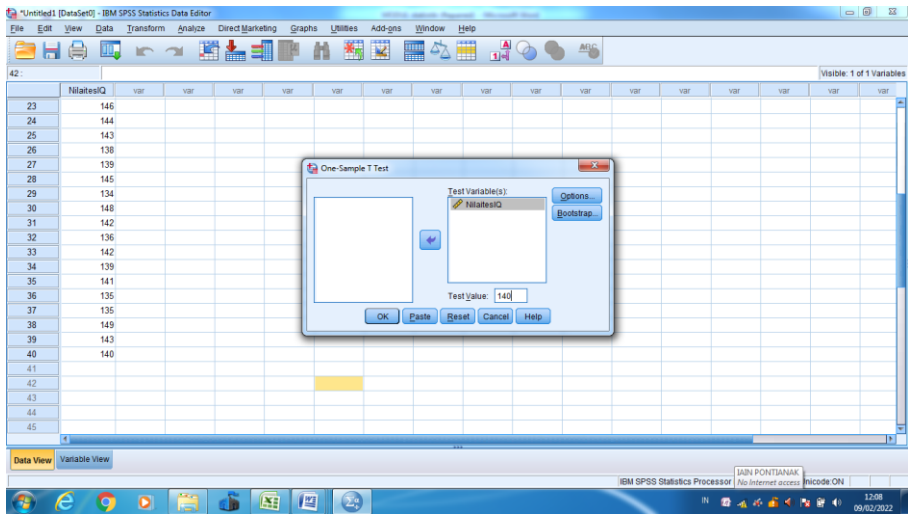 *Untitled1 [DataSet0] - IBM SPSS Statistics Data Editor
File Edit View Data Transform Analyze Direct Marketing Graphs Utilities Add-ons Window Help
42 :
Visible: 1 of 1 Variables
NilaitesIQ var var var var var var var var var var var var var var var
23 146
24 144
25 143
26 138
27 139
28 145
29 134
30 148
31 142
32 136
33 142
34 139
35 141
36 135
37 135
38 149
39 143
40 140
41
42
43
44
45
One-Sample T Test
Test Variable(s):
NilaitesIQ
Options...
Bootstrap...
Test Value: 140
OK Paste Reset Cancel Help
Data View Variable View
IAIN PONTIANAK
No Internet access
IBM SPSS Statistics Processor nicode:ON
IN 12:08
09/02/2022